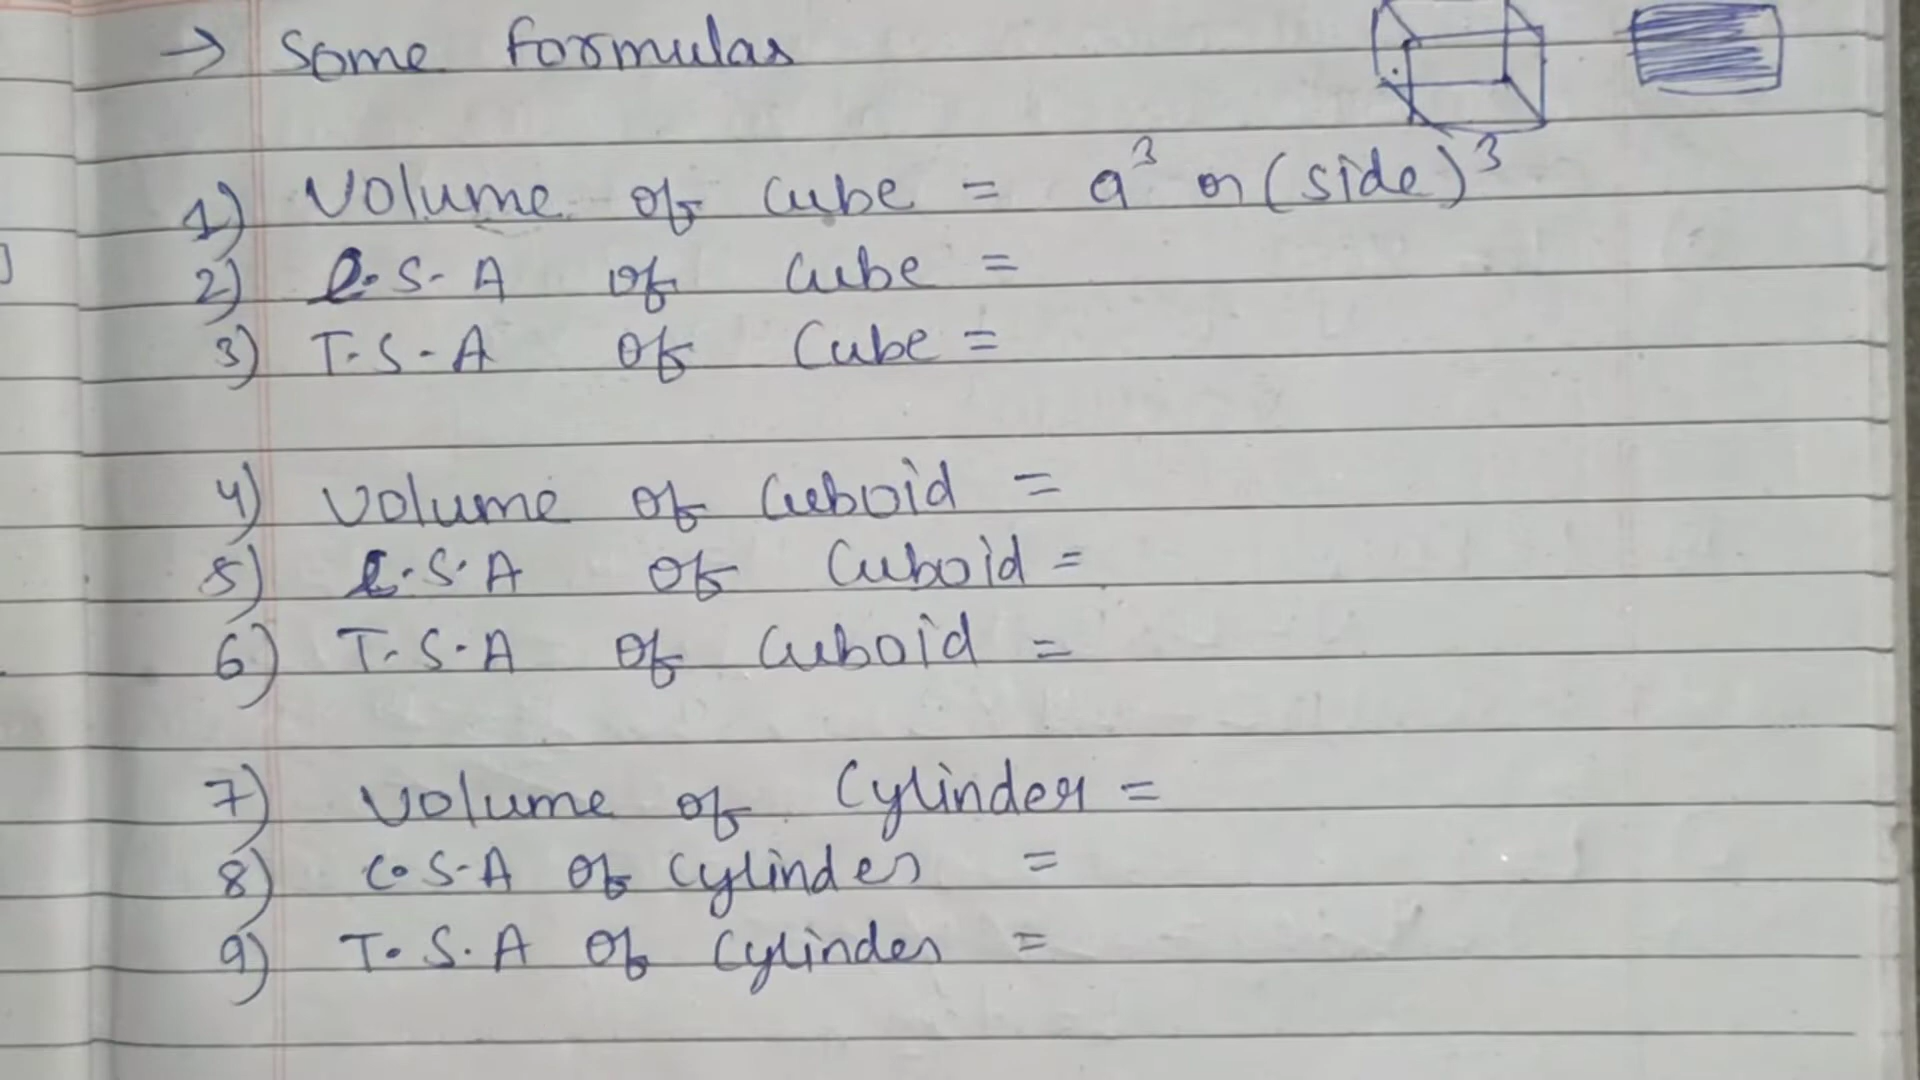 → Some formulas
1) Volume of cube = a³ or (side)³
2) L.S.A of cube =
3) T.S.A of Cube =
4) Volume of Cuboid =
5) L.S.A of Cuboid =
6) T.S.A of Cuboid =
7) Volume of Cylinder =
8) C.S.A of cylinder =
9) T.S.A of Cylinder =